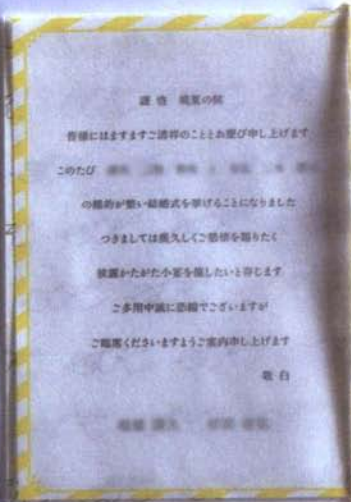 謹啓
皆様にはますますご清祥のこととお慶び申し上げます
このたび
の婚約が整い結婚式を挙げることになりました
つきましては幾久しくご懇情を賜りたく
披露かたがた小宴を催したいと存じます
ご多用中誠に恐縮でございますが
ご臨席くださいますようご案内申し上げます
敬白